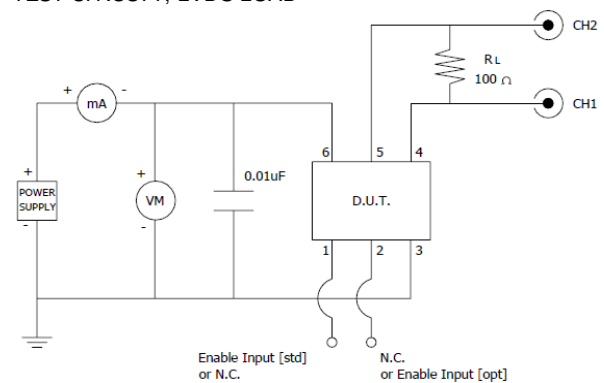 TEST CIRCUIT, LVDS LOAD
CH2
RL
100 Ω
CH1
+ mA -
6 5 4
+
POWER
SUPPLY
-
+
VM
-
0.01uF
D.U.T.
1 2 3
Enable Input [std]
or N.C.
N.C.
or Enable Input [opt]